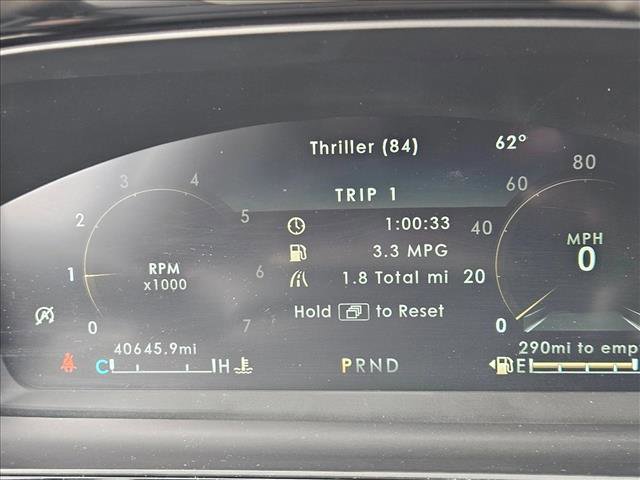 Thriller (84) 62°
TRIP 1
1:00:33
3.3 MPG
1.8 Total mi
Hold to Reset
0 1 2 3 4 5 6 7
RPM
x1000
0 20 40 60 80
MPH
0
A
40645.9mi
C H
PRND
290mi to emp
E